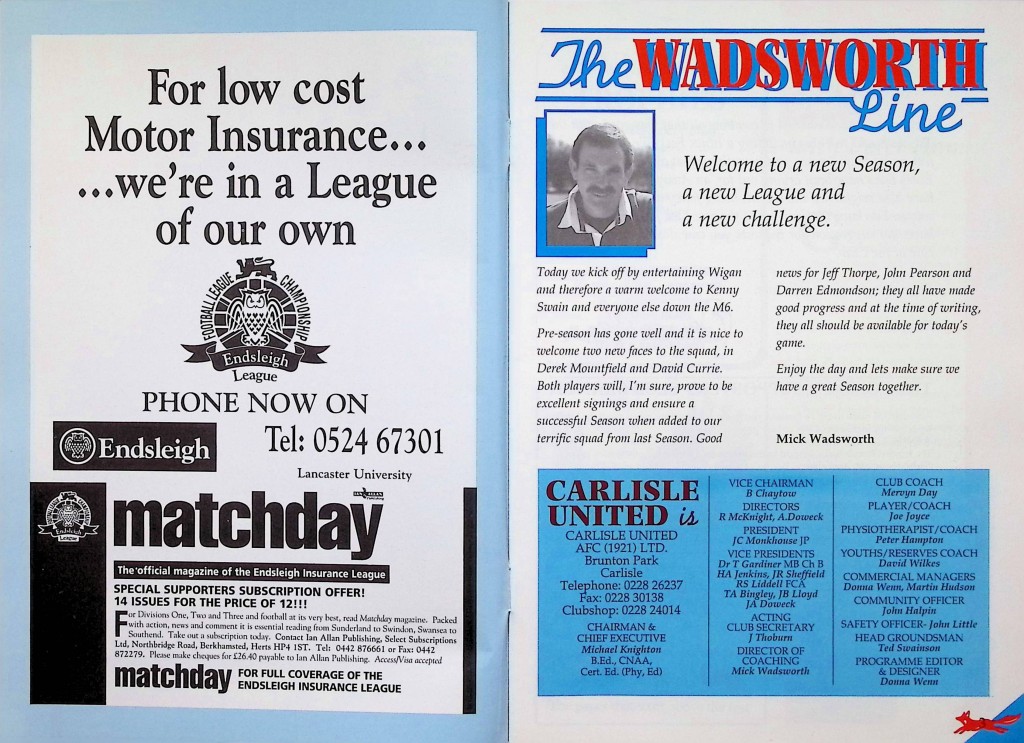 For low cost
Motor Insurance...
...we're in a League
of our own
FOOTBALL LEAGUE CHAMPIONSHIP
Endsleigh
League
PHONE NOW ON
Endsleigh
Tel: 0524 67301
Lancaster University
IAN ALLAN
matchday
The official magazine of the Endsleigh Insurance League
SPECIAL SUPPORTERS SUBSCRIPTION OFFER!
14 ISSUES FOR THE PRICE OF 12!!!
For Divisions One, Two and Three and football at its very best, read Matchday magazine. Packed
with action, news and comment it is essential reading from Sunderland to Swindon, Swansea to
Southend. Take out a subscription today. Contact Ian Allan Publishing, Select Subscriptions
Ltd, Northbridge Road, Berkhamsted, Herts HP4 1ST. Tel: 0442 876661 or Fax: 0442
872279. Please make cheques for £26.40 payable to Ian Allan Publishing. Access/Visa accepted
matchday FOR FULL COVERAGE OF THE
ENDSLEIGH INSURANCE LEAGUE
The WADSWORTH
Line
Welcome to a new Season,
a new League and
a new challenge.
Today we kick off by entertaining Wigan
and therefore a warm welcome to Kenny
Swain and everyone else down the M6.
Pre-season has gone well and it is nice to
welcome two new faces to the squad, in
Derek Mountfield and David Currie.
Both players will, I'm sure, prove to be
excellent signings and ensure a
successful Season when added to our
terrific squad from last Season. Good
news for Jeff Thorpe, John Pearson and
Darren Edmondson; they all have made
good progress and at the time of writing,
they all should be available for today's
game.
Enjoy the day and lets make sure we
have a great Season together.
Mick Wadsworth
CARLISLE
UNITED is
CARLISLE UNITED
AFC (1921) LTD.
Brunton Park
Carlisle
Telephone: 0228 26237
Fax: 0228 30138
Clubshop: 0228 24014
CHAIRMAN &
CHIEF EXECUTIVE
Michael Knighton
B.Ed., CNAA,
Cert. Ed. (Phy, Ed)
VICE CHAIRMAN
B Chaytow
DIRECTORS
R McKnight, A.Doweck
PRESIDENT
JC Monkhouse JP
VICE PRESIDENTS
Dr T Gardiner MB Ch B
HA Jenkins, JR Sheffield
RS Liddell FCA
TA Bingley, JB Lloyd
JA Doweck
ACTING
CLUB SECRETARY
J Thoburn
DIRECTOR OF
COACHING
Mick Wadsworth
CLUB COACH
Mervyn Day
PLAYER/COACH
Joe Joyce
PHYSIOTHERAPIST/COACH
Peter Hampton
YOUTHS/RESERVES COACH
David Wilkes
COMMERCIAL MANAGERS
Donna Wenn, Martin Hudson
COMMUNITY OFFICER
John Halpin
SAFETY OFFICER- John Little
HEAD GROUNDSMAN
Ted Swainson
PROGRAMME EDITOR
& DESIGNER
Donna Wenn